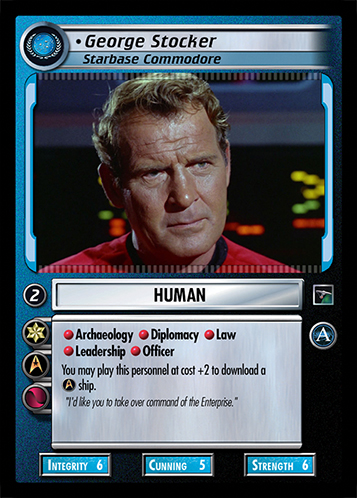 • George Stocker
Starbase Commodore
2
HUMAN
A
• Archaeology • Diplomacy • Law
• Leadership • Officer
You may play this personnel at cost +2 to download a
A ship.
"I'd like you to take over command of the Enterprise."
INTEGRITY 6 CUNNING 5 STRENGTH 6